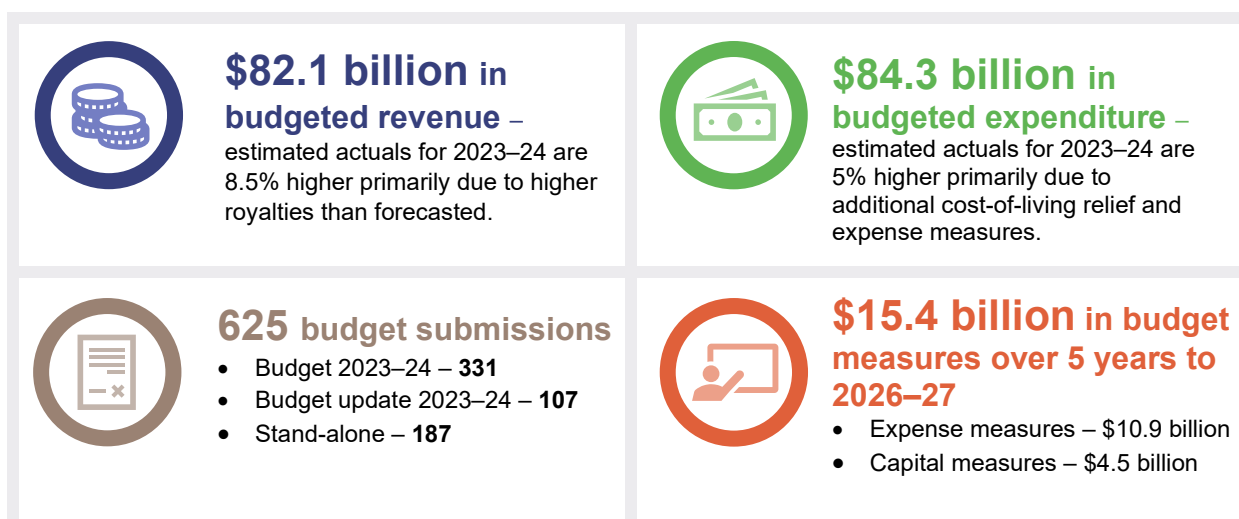 $82.1 billion in
budgeted revenue –
estimated actuals for 2023–24 are
8.5% higher primarily due to higher
royalties than forecasted.
$84.3 billion in
budgeted expenditure –
estimated actuals for 2023–24 are
5% higher primarily due to
additional cost-of-living relief and
expense measures.
625 budget submissions
• Budget 2023–24 – 331
• Budget update 2023–24 – 107
• Stand-alone – 187
$15.4 billion in budget
measures over 5 years to
2026–27
• Expense measures – $10.9 billion
• Capital measures – $4.5 billion